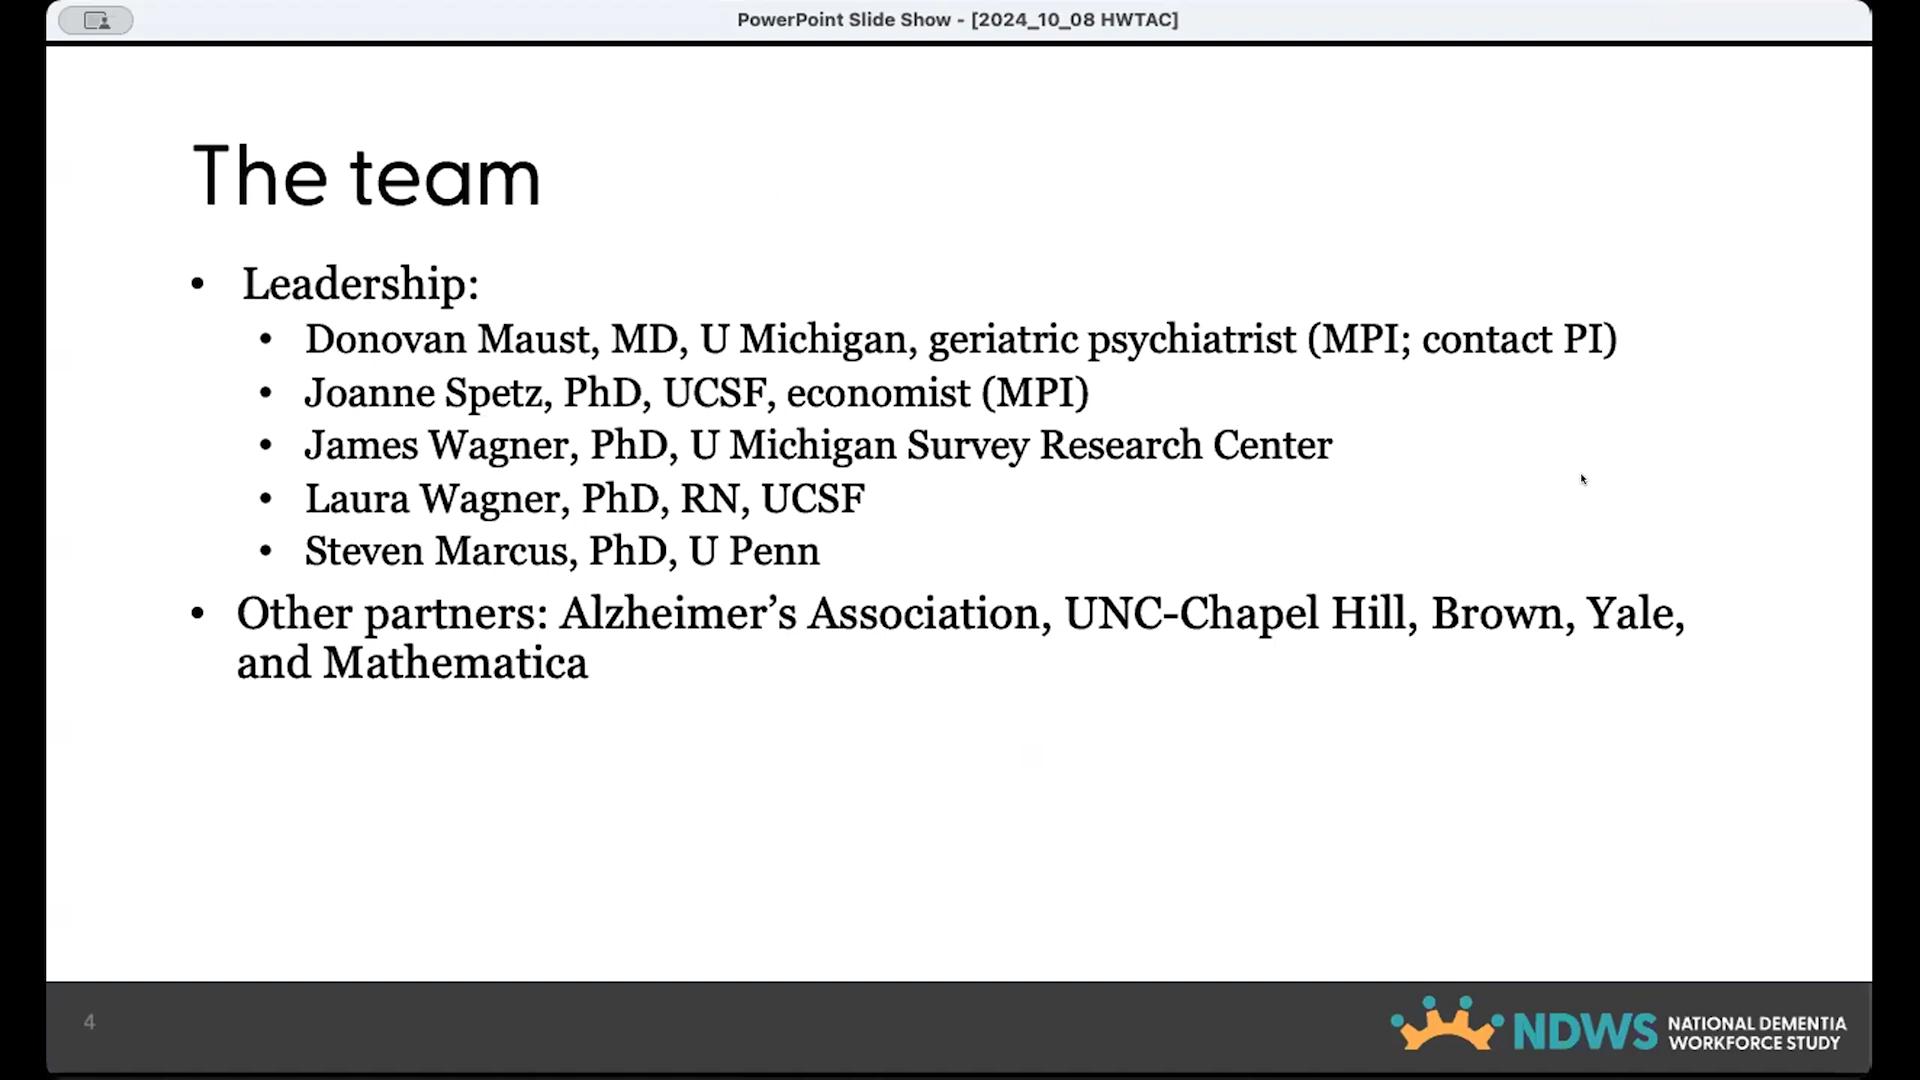 PowerPoint Slide Show - [2024_10_08 HWTAC]
The team
• Leadership:
• Donovan Maust, MD, U Michigan, geriatric psychiatrist (MPI; contact PI)
• Joanne Spetz, PhD, UCSF, economist (MPI)
• James Wagner, PhD, U Michigan Survey Research Center
• Laura Wagner, PhD, RN, UCSF
• Steven Marcus, PhD, U Penn
• Other partners: Alzheimer’s Association, UNC-Chapel Hill, Brown, Yale,
and Mathematica
4
NDWS NATIONAL DEMENTIA
WORKFORCE STUDY